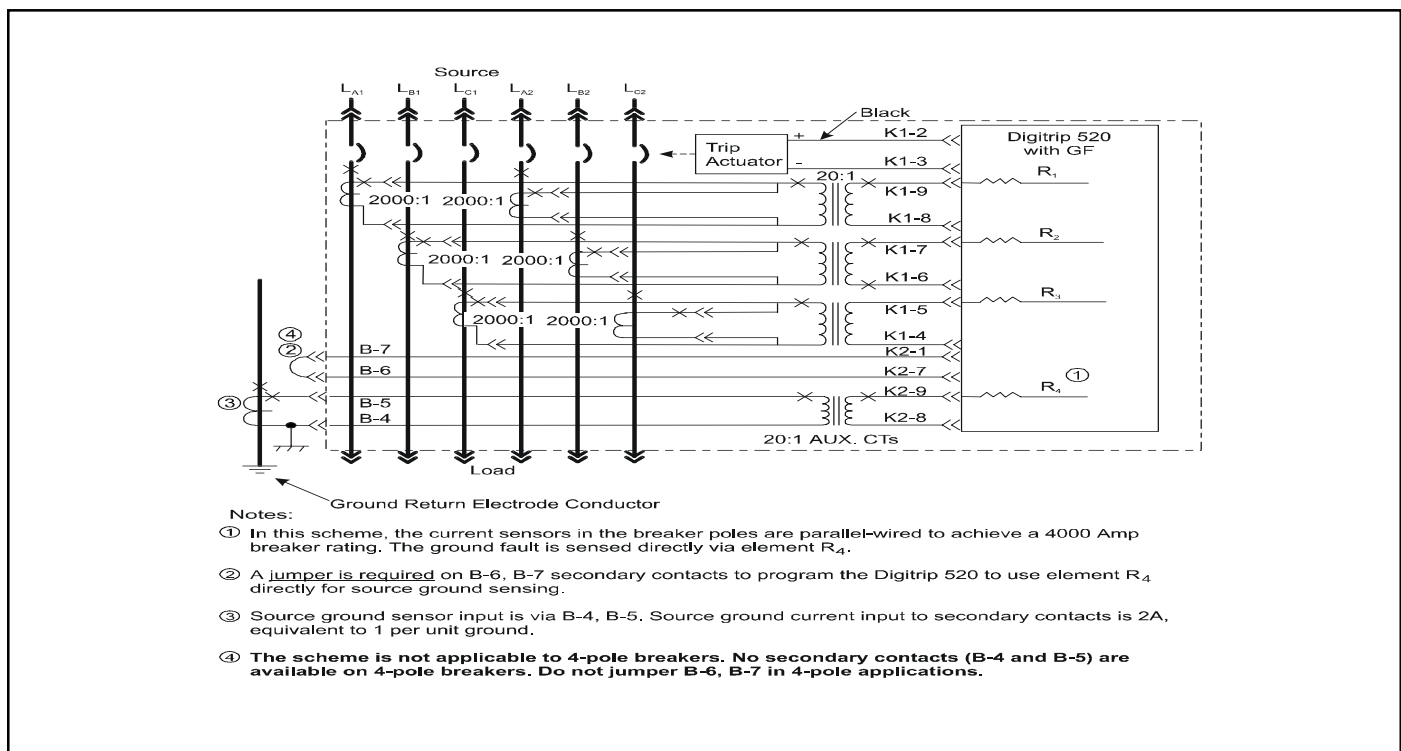 Source
LA1 LB1 LC1 LA2 LB2 LC2
Black
Trip
Actuator
+
-
K1-2
K1-3
Digitrip 520
with GF
20:1
R1
K1-9
K1-8
2000:1 2000:1
R2
K1-7
K1-6
2000:1 2000:1
R3
K1-5
K1-4
2000:1 2000:1
④
②
B-7
K2-1
B-6
K2-7
③
B-5
K2-9
R4 ①
B-4
K2-8
20:1 AUX. CTs
Load
Ground Return Electrode Conductor
Notes:
① In this scheme, the current sensors in the breaker poles are parallel-wired to achieve a 4000 Amp
breaker rating. The ground fault is sensed directly via element R4.
② A jumper is required on B-6, B-7 secondary contacts to program the Digitrip 520 to use element R4
directly for source ground sensing.
③ Source ground sensor input is via B-4, B-5. Source ground current input to secondary contacts is 2A,
equivalent to 1 per unit ground.
④ The scheme is not applicable to 4-pole breakers. No secondary contacts (B-4 and B-5) are
available on 4-pole breakers. Do not jumper B-6, B-7 in 4-pole applications.